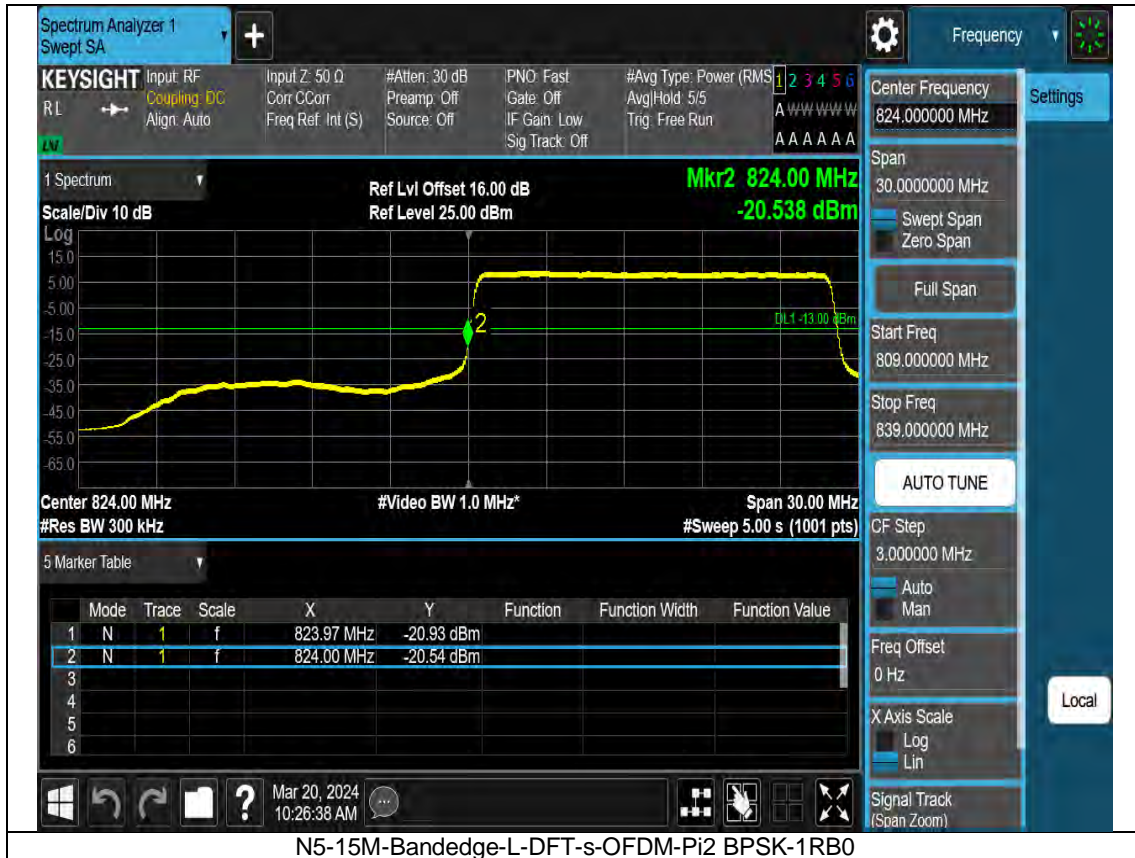 Spectrum Analyzer 1
Swept SA
+
Frequency
KEYSIGHT Input: RF Input Z: 50 Ω #Atten: 30 dB PNO: Fast #Avg Type: Power (RMS 1 2 3 4 5 6
RL Coupling: DC Corr CCorr Preamp: Off Gate: Off Avg|Hold: 5/5 A W W W W W
Align: Auto Freq Ref: Int (S) Source: Off IF Gain: Low Trig: Free Run
Sig Track: Off A A A A A A
1 Spectrum
Ref Lvl Offset 16.00 dB
Mkr2 824.00 MHz
Scale/Div 10 dB
Ref Level 25.00 dBm
-20.538 dBm
Log
15.0
5.00
-5.00
-15.0
-25.0
-35.0
-45.0
-55.0
-65.0
2
DL1 -13.00 dBm
Center 824.00 MHz #Video BW 1.0 MHz* Span 30.00 MHz
#Res BW 300 kHz #Sweep 5.00 s (1001 pts)
5 Marker Table
Mode Trace Scale X Y Function Function Width Function Value
1 N 1 f 823.97 MHz -20.93 dBm
2 N 1 f 824.00 MHz -20.54 dBm
3
4
5
6
Center Frequency
824.000000 MHz
Settings
Span
30.0000000 MHz
Swept Span
Zero Span
Full Span
Start Freq
809.000000 MHz
Stop Freq
839.000000 MHz
AUTO TUNE
CF Step
3.000000 MHz
Auto
Man
Freq Offset
0 Hz
X Axis Scale
Log
Lin
Signal Track
(Span Zoom)
Local
?
Mar 20, 2024
10:26:38 AM
N5-15M-Bandedge-L-DFT-s-OFDM-Pi2 BPSK-1RB0